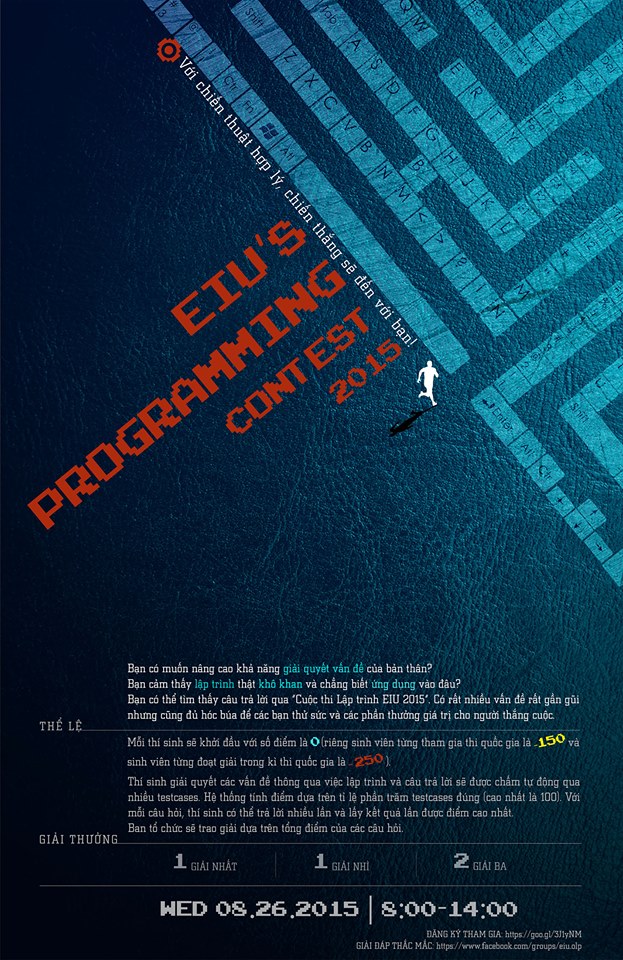 Với chiến thuật hợp lý, chiến thắng sẽ đến với bạn!
EIU'S
PROGRAMMING
CONTEST
2015
Bạn có muốn nâng cao khả năng giải quyết vấn đề của bản thân?
Bạn cảm thấy lập trình thật khô khan và chẳng biết ứng dụng vào đâu?
Bạn có thể tìm thấy câu trả lời qua "Cuộc thi Lập trình EIU 2015". Có rất nhiều vấn đề rất gần gũi
nhưng cũng đủ hóc búa để các bạn thử sức và các phần thưởng giá trị cho người thắng cuộc.
THỂ LỆ
Mỗi thí sinh sẽ khởi đầu với số điểm là 0 (riêng sinh viên từng tham gia thi quốc gia là -150 và
sinh viên từng đoạt giải trong kì thi quốc gia là -250 ).
Thí sinh giải quyết các vấn đề thông qua việc lập trình và câu trả lời sẽ được chấm tự động qua
nhiều testcases. Hệ thống tính điểm dựa trên tỉ lệ phần trăm testcases đúng (cao nhất là 100). Với
mỗi câu hỏi, thí sinh có thể trả lời nhiều lần và lấy kết quả lần được điểm cao nhất.
Ban tổ chức sẽ trao giải dựa trên tổng điểm của các câu hỏi.
GIẢI THƯỞNG
1 GIẢI NHẤT
1 GIẢI NHÌ
2 GIẢI BA
WED 08.26.2015 | 8:00-14:00
ĐĂNG KÝ THAM GIA: https://goo.gl/3J1yNM
GIẢI ĐÁP THẮC MẮC: https://www.facebook.com/groups/eiu.olp